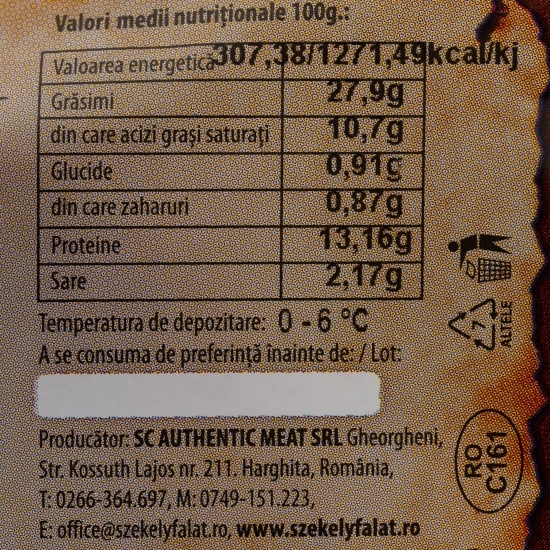 Valori medii nutriționale 100g.:
Valoarea energetică 307,38/1271,49kcal/kj
Grăsimi 27,9g
din care acizi grași saturați 10,7g
Glucide 0,91g
din care zaharuri 0,87g
Proteine 13,16g
Sare 2,17g
Temperatura de depozitare: 0 - 6 °C
A se consuma de preferință înainte de: / Lot:
7
ALTELE
Producător: SC AUTHENTIC MEAT SRL Gheorgheni,
Str. Kossuth Lajos nr. 211. Harghita, România,
T: 0266-364.697, M: 0749-151.223,
E: office@szekelyfalat.ro, www.szekelyfalat.ro
RO
C161